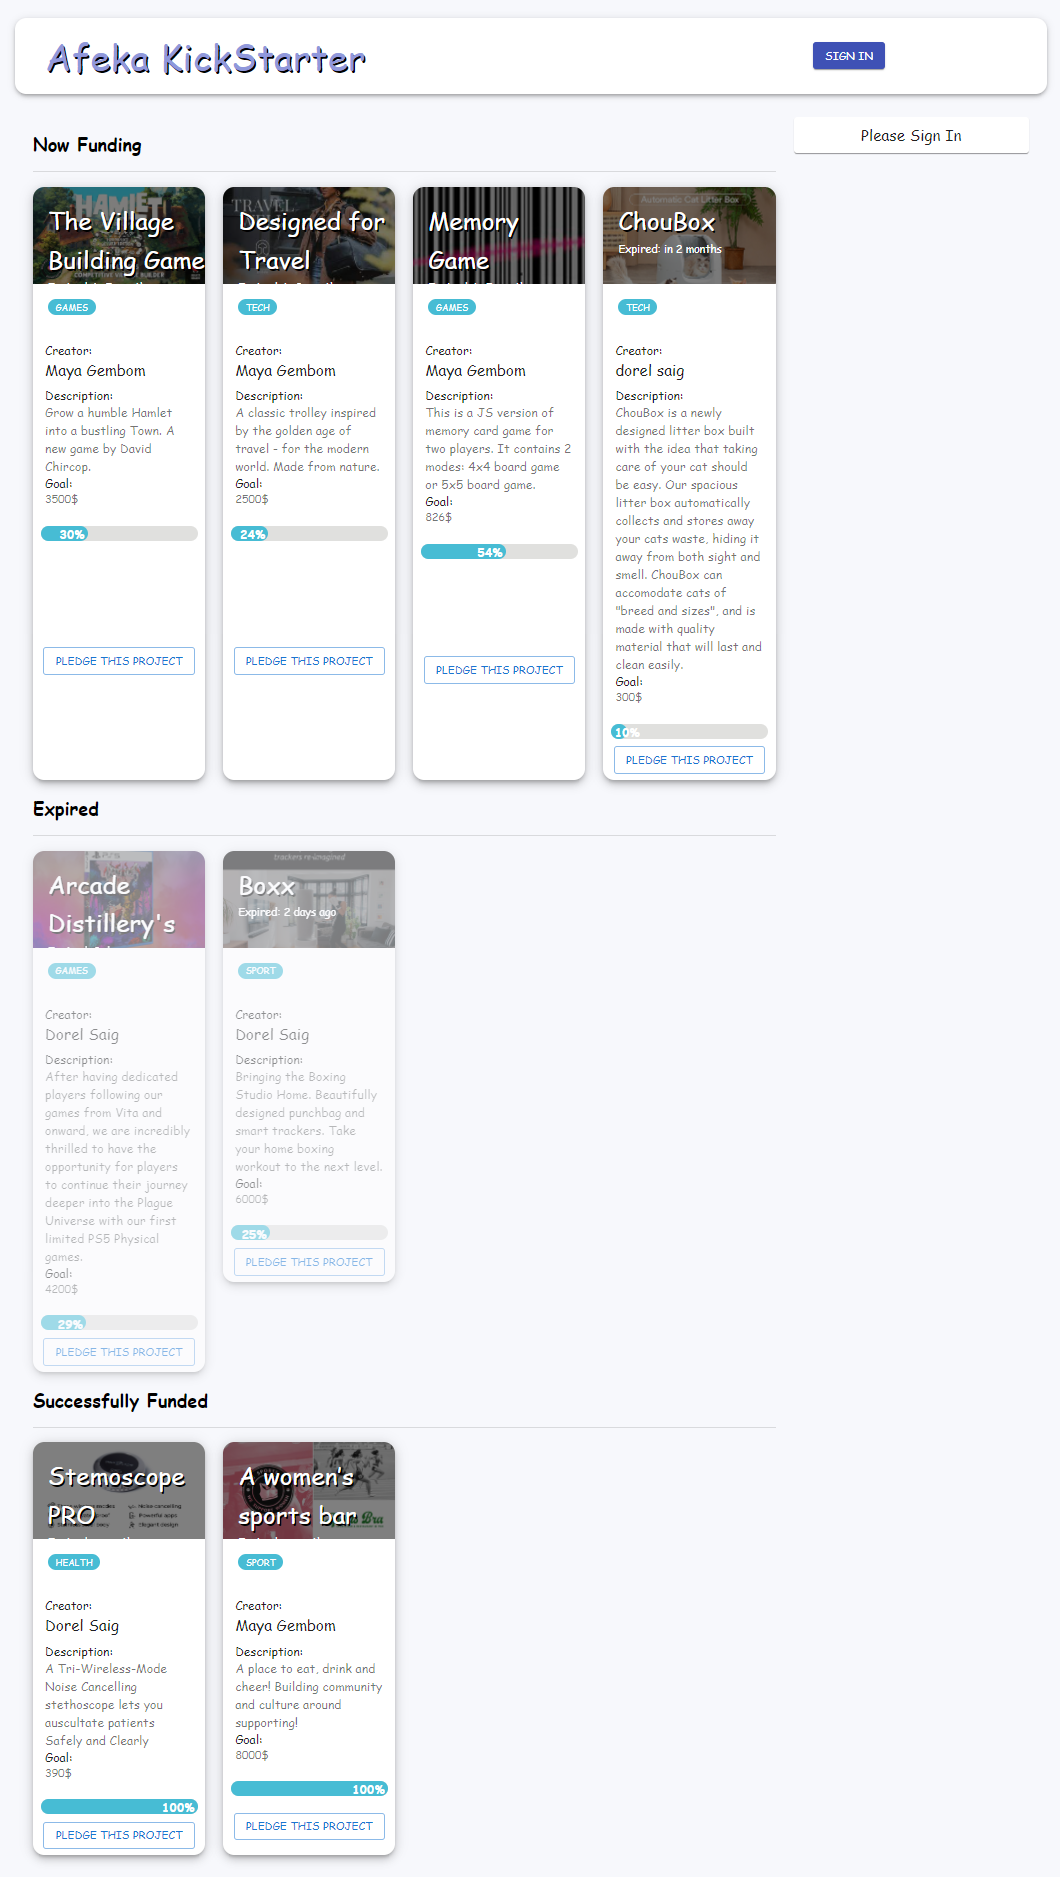 Afeka KickStarter
SIGN IN
Please Sign In
Now Funding
The Village
Building Game
GAMES
Creator:
Maya Gembom
Description:
Grow a humble Hamlet
into a bustling Town. A
new game by David
Chircop.
Goal:
3500$
30%
PLEDGE THIS PROJECT
TRAVEL
Designed for
Travel
TECH
Creator:
Maya Gembom
Description:
A classic trolley inspired
by the golden age of
travel - for the modern
world. Made from nature.
Goal:
2500$
24%
PLEDGE THIS PROJECT
Memory
Game
GAMES
Creator:
Maya Gembom
Description:
This is a JS version of
memory card game for
two players. It contains 2
modes: 4x4 board game
or 5x5 board game.
Goal:
826$
54%
PLEDGE THIS PROJECT
Automatic Cat Litter Box
ChouBox
Expired: in 2 months
TECH
Creator:
dorel saig
Description:
ChouBox is a newly
designed litter box built
with the idea that taking
care of your cat should
be easy. Our spacious
litter box automatically
collects and stores away
your cats waste, hiding it
away from both sight and
smell. ChouBox can
accomodate cats of
"breed and sizes", and is
made with quality
material that will last and
clean easily.
Goal:
300$
10%
PLEDGE THIS PROJECT
Expired
Arcade
Distillery's
GAMES
Creator:
Dorel Saig
Description:
After having dedicated
players following our
games from Vita and
onward, we are incredibly
thrilled to have the
opportunity for players
to continue their journey
deeper into the Plague
Universe with our first
limited PS5 Physical
games.
Goal:
4200$
29%
PLEDGE THIS PROJECT
trackers re-imagined
Boxx
Expired: 2 days ago
SPORT
Creator:
Dorel Saig
Description:
Bringing the Boxing
Studio Home. Beautifully
designed punchbag and
smart trackers. Take
your home boxing
workout to the next level.
Goal:
6000$
25%
PLEDGE THIS PROJECT
Successfully Funded
Stemoscope
PRO
Noise cancelling
Powerful apps
Elegant design
HEALTH
Creator:
Dorel Saig
Description:
A Tri-Wireless-Mode
Noise Cancelling
stethoscope lets you
auscultate patients
Safely and Clearly
Goal:
390$
100%
PLEDGE THIS PROJECT
A women's
sports bar
SPORT
Creator:
Maya Gembom
Description:
A place to eat, drink and
cheer! Building community
and culture around
supporting!
Goal:
8000$
100%
PLEDGE THIS PROJECT